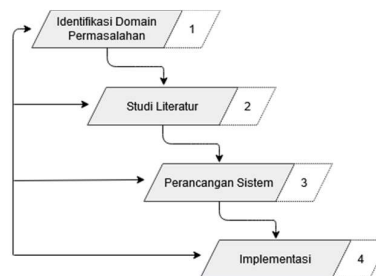 Identifikasi Domain
Permasalahan
1
Studi Literatur
2
Perancangan Sistem
3
Implementasi
4